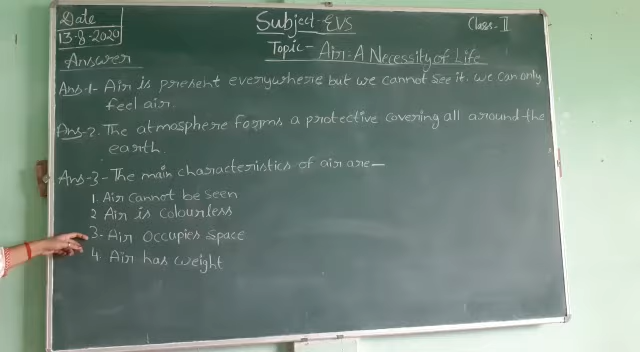 Date
13-8-2020
Subject-EVS
Class-II
Topic-Air:A Necessity of Life
Answer
Ans-1- Air is present everywhere but we cannot see it. we can only
feel air.
Ans-2. The atmosphere forms a protective covering all around the
earth.
Ans-3-The main characteristics of air are—
1. Air cannot be seen
2 Air is colourless
3- Air occupies space
4. Air has weight